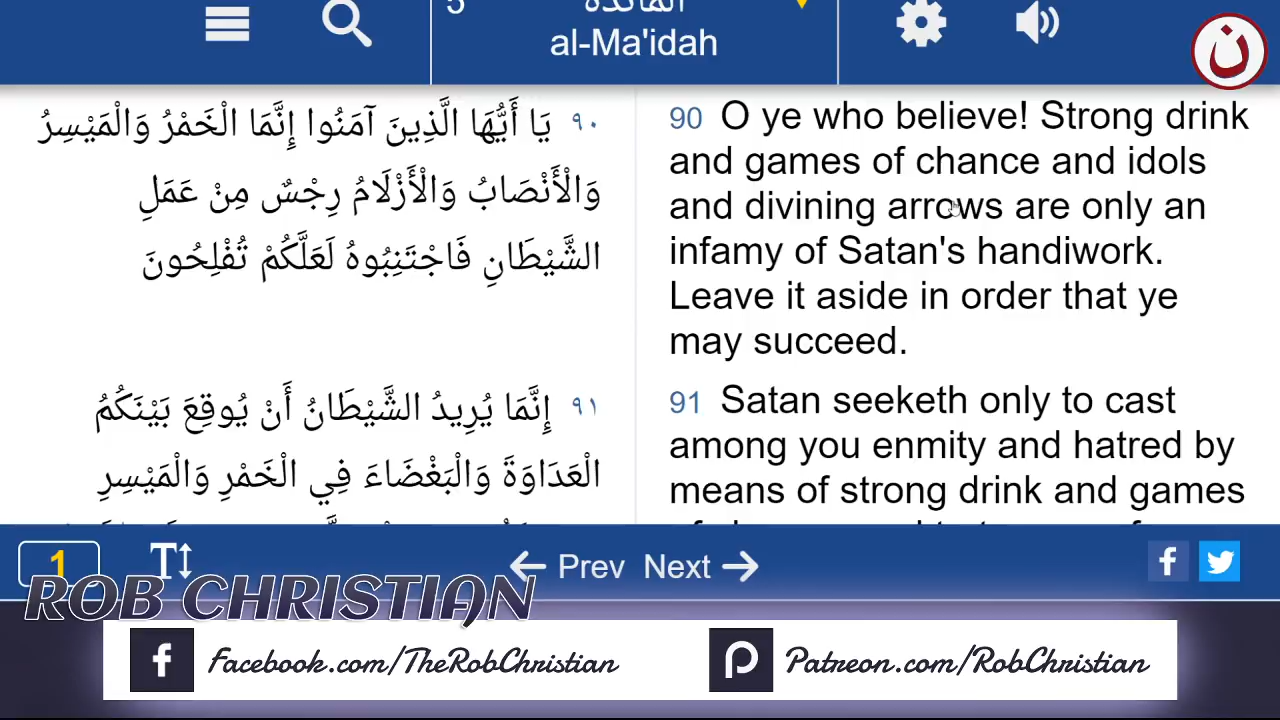 5
المائدة
al-Ma'idah
ن
٩٠ يَا أَيُّهَا الَّذِينَ آمَنُوا إِنَّمَا الْخَمْرُ وَالْمَيْسِرُ
وَالْأَنْصَابُ وَالْأَزْلَامُ رِجْسٌ مِنْ عَمَلِ
الشَّيْطَانِ فَاجْتَنِبُوهُ لَعَلَّكُمْ تُفْلِحُونَ
٩١ إِنَّمَا يُرِيدُ الشَّيْطَانُ أَنْ يُوقِعَ بَيْنَكُمُ
الْعَدَاوَةَ وَالْبَغْضَاءَ فِي الْخَمْرِ وَالْمَيْسِرِ
90 O ye who believe! Strong drink
and games of chance and idols
and divining arrows are only an
infamy of Satan's handiwork.
Leave it aside in order that ye
may succeed.
91 Satan seeketh only to cast
among you enmity and hatred by
means of strong drink and games
1
T
Prev Next
ROB CHRISTIAN
Facebook.com/TheRobChristian
Patreon.com/RobChristian